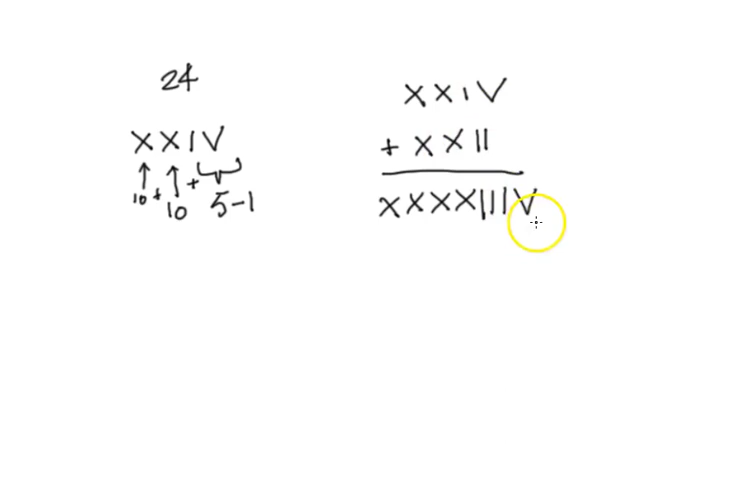 24
XXIV
10 + 10 + 5-1
XXIV
+ XXII
XXXXIIIV